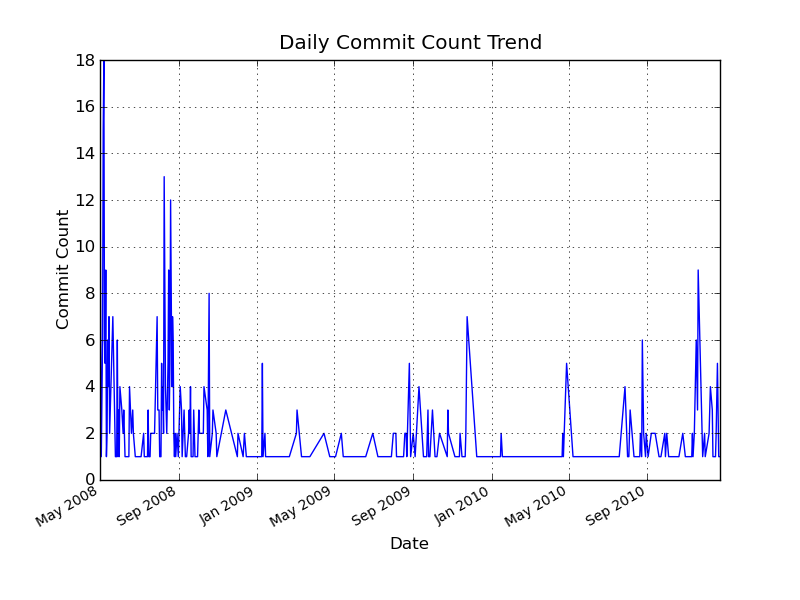 Daily Commit Count Trend
18
16
14
12
10
8
6
4
2
0
Commit Count
May 2008
Sep 2008
Jan 2009
May 2009
Sep 2009
Jan 2010
May 2010
Sep 2010
Date